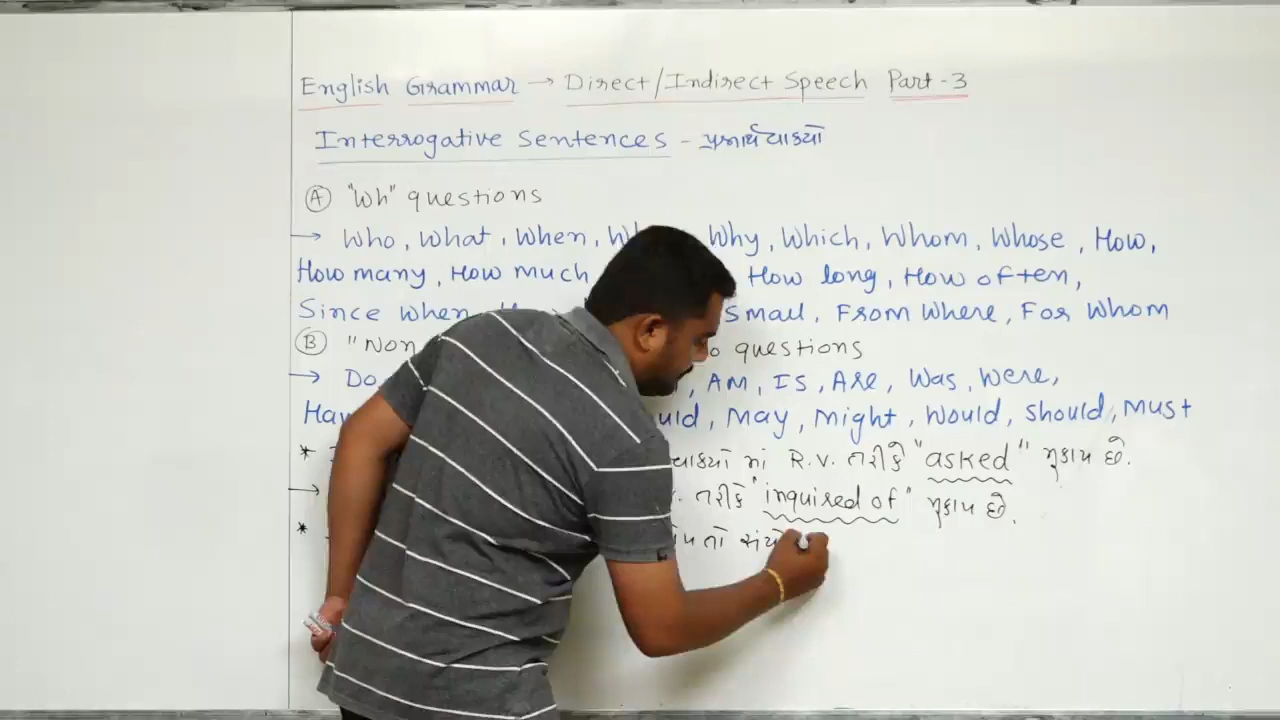 English Grammar → Direct/Indirect Speech Part-3
Interrogative Sentences - પ્રશ્નાર્થ વાક્યો
Ⓐ "Wh" questions
→ Who, What, When, Why, Which, Whom, Whose, How,
How many, How much How long, How often,
Since when, small, From Where, For Whom
Ⓑ "Non questions
→ Do Am, Is, Are, Was, Were,
May, Might, Would, Should, Must
* વાક્યો માં R.V. તરીકે "asked" મૂકાય છે.
→ તરીકે "inquired of" મૂકાય છે.
* તો